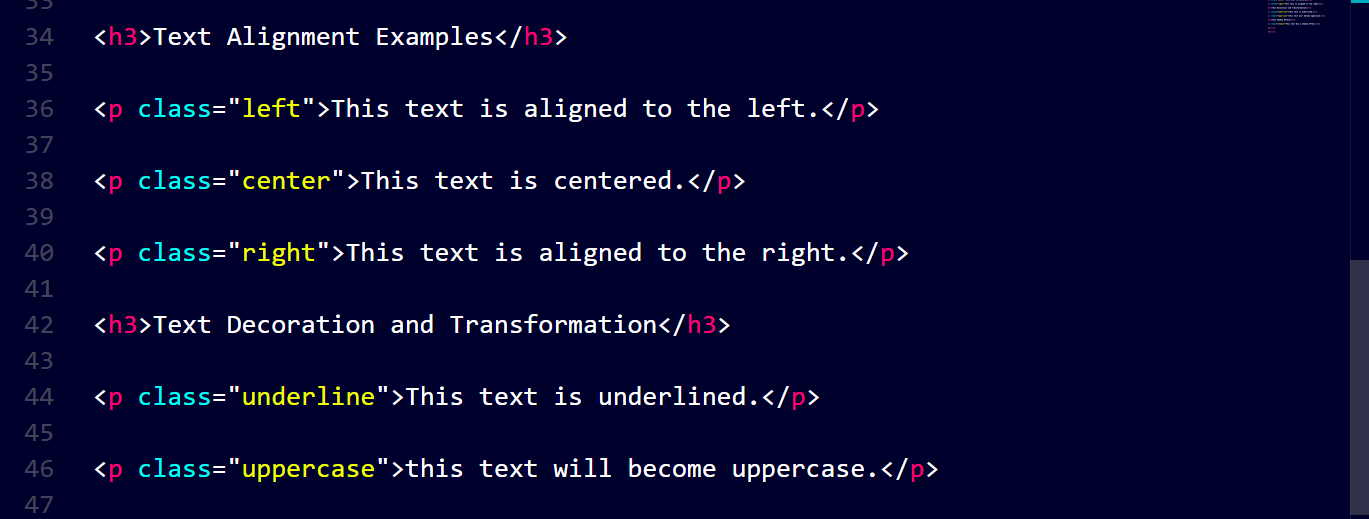 33
34 <h3>Text Alignment Examples</h3>
35
36 <p class="left">This text is aligned to the left.</p>
37
38 <p class="center">This text is centered.</p>
39
40 <p class="right">This text is aligned to the right.</p>
41
42 <h3>Text Decoration and Transformation</h3>
43
44 <p class="underline">This text is underlined.</p>
45
46 <p class="uppercase">this text will become uppercase.</p>
47